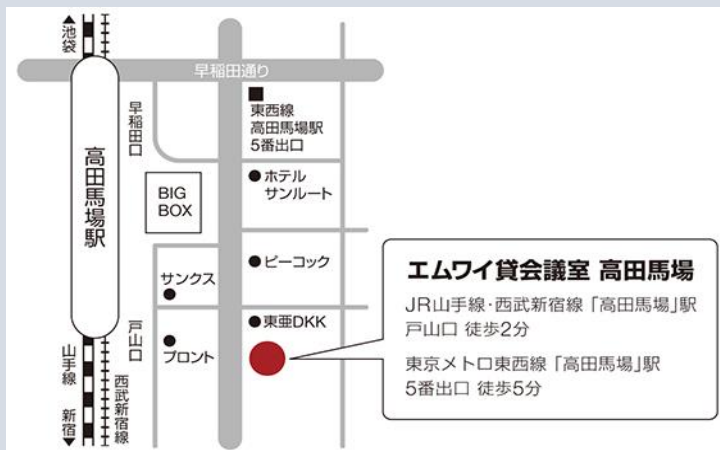 ▲池袋
早稲田通り
早稲田口
高田馬場駅
東西線
高田馬場駅
5番出口
BIG
BOX
ホテル
サンルート
ピーコック
サンクス
東亜DKK
プロント
戸山口
山手線
新宿▼
西武新宿線
エムワイ貸会議室 高田馬場
JR山手線・西武新宿線「高田馬場」駅
戸山口 徒歩2分
東京メトロ東西線「高田馬場」駅
5番出口 徒歩5分